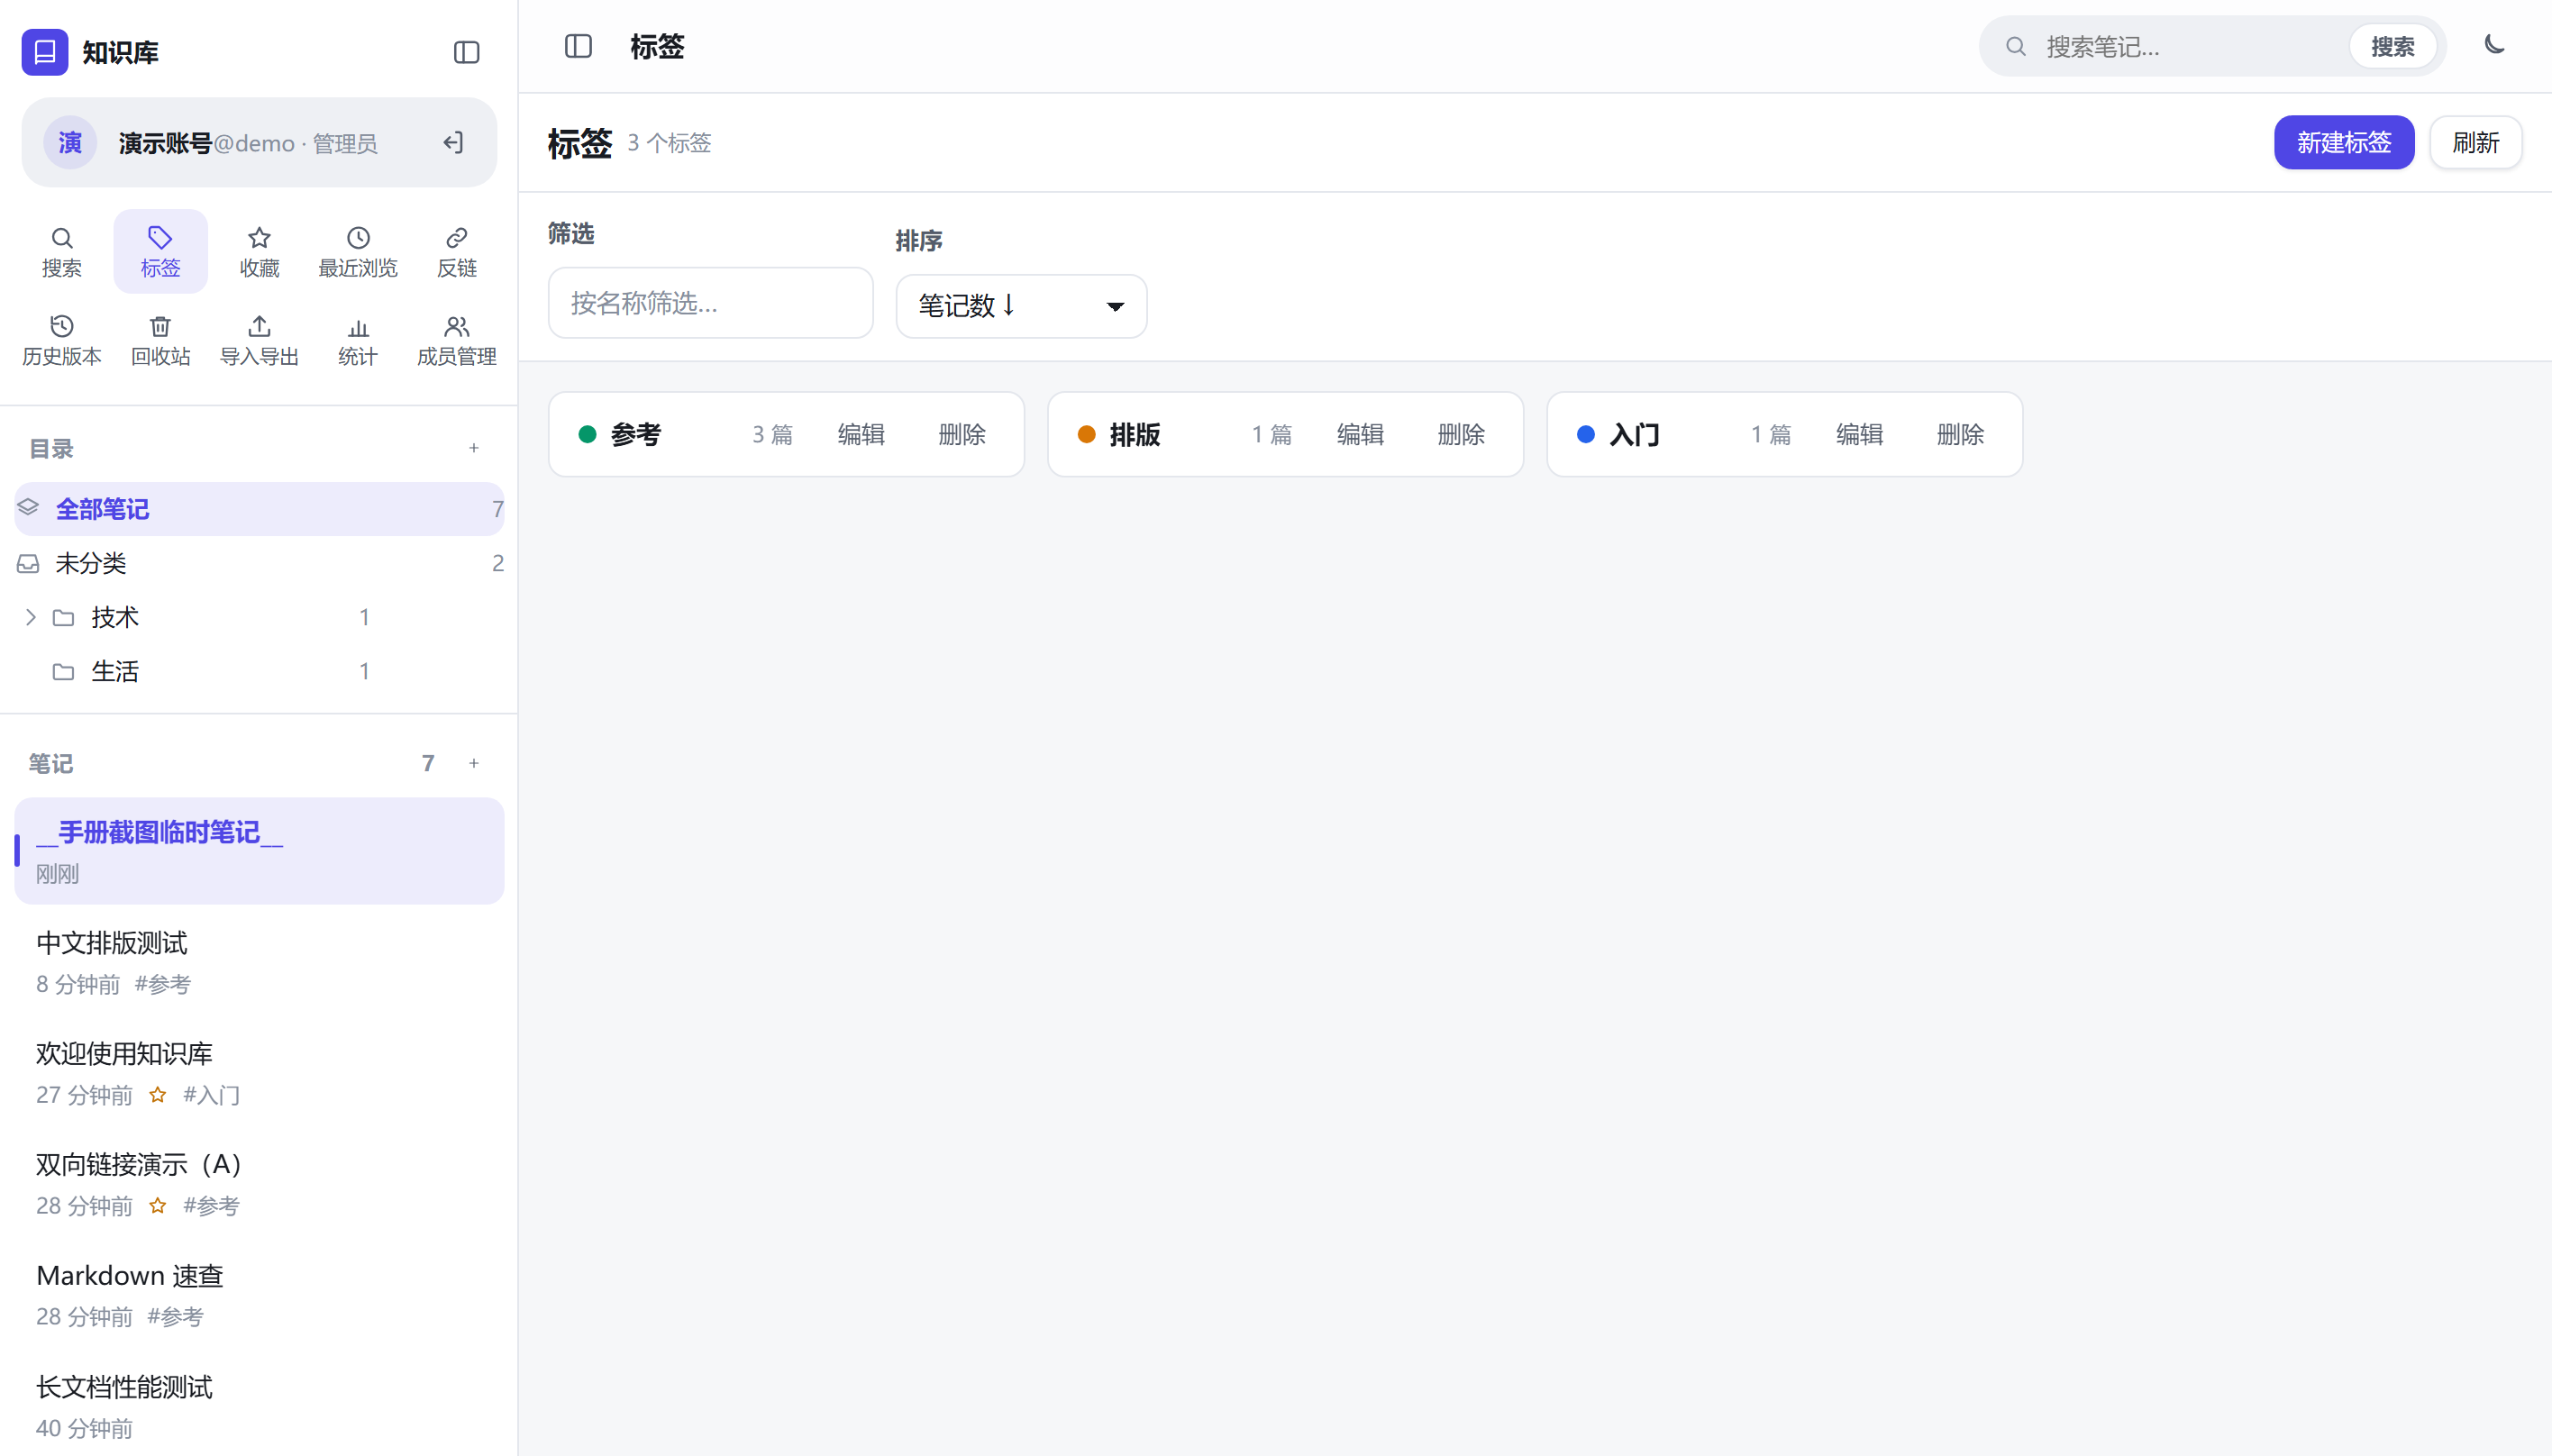 知识库
演 演示账号@demo · 管理员
搜索 标签 收藏 最近浏览 反链
历史版本 回收站 导入导出 统计 成员管理
目录 +
全部笔记 7
未分类 2
技术 1
生活 1
笔记 7 +
__手册截图临时笔记__
刚刚
中文排版测试
8 分钟前 #参考
欢迎使用知识库
27 分钟前 #入门
双向链接演示（A）
28 分钟前 #参考
Markdown 速查
28 分钟前 #参考
长文档性能测试
40 分钟前
标签 搜索笔记... 搜索
标签 3 个标签 新建标签 刷新
筛选 排序
按名称筛选... 笔记数 ↓
参考 3 篇 编辑 删除
排版 1 篇 编辑 删除
入门 1 篇 编辑 删除